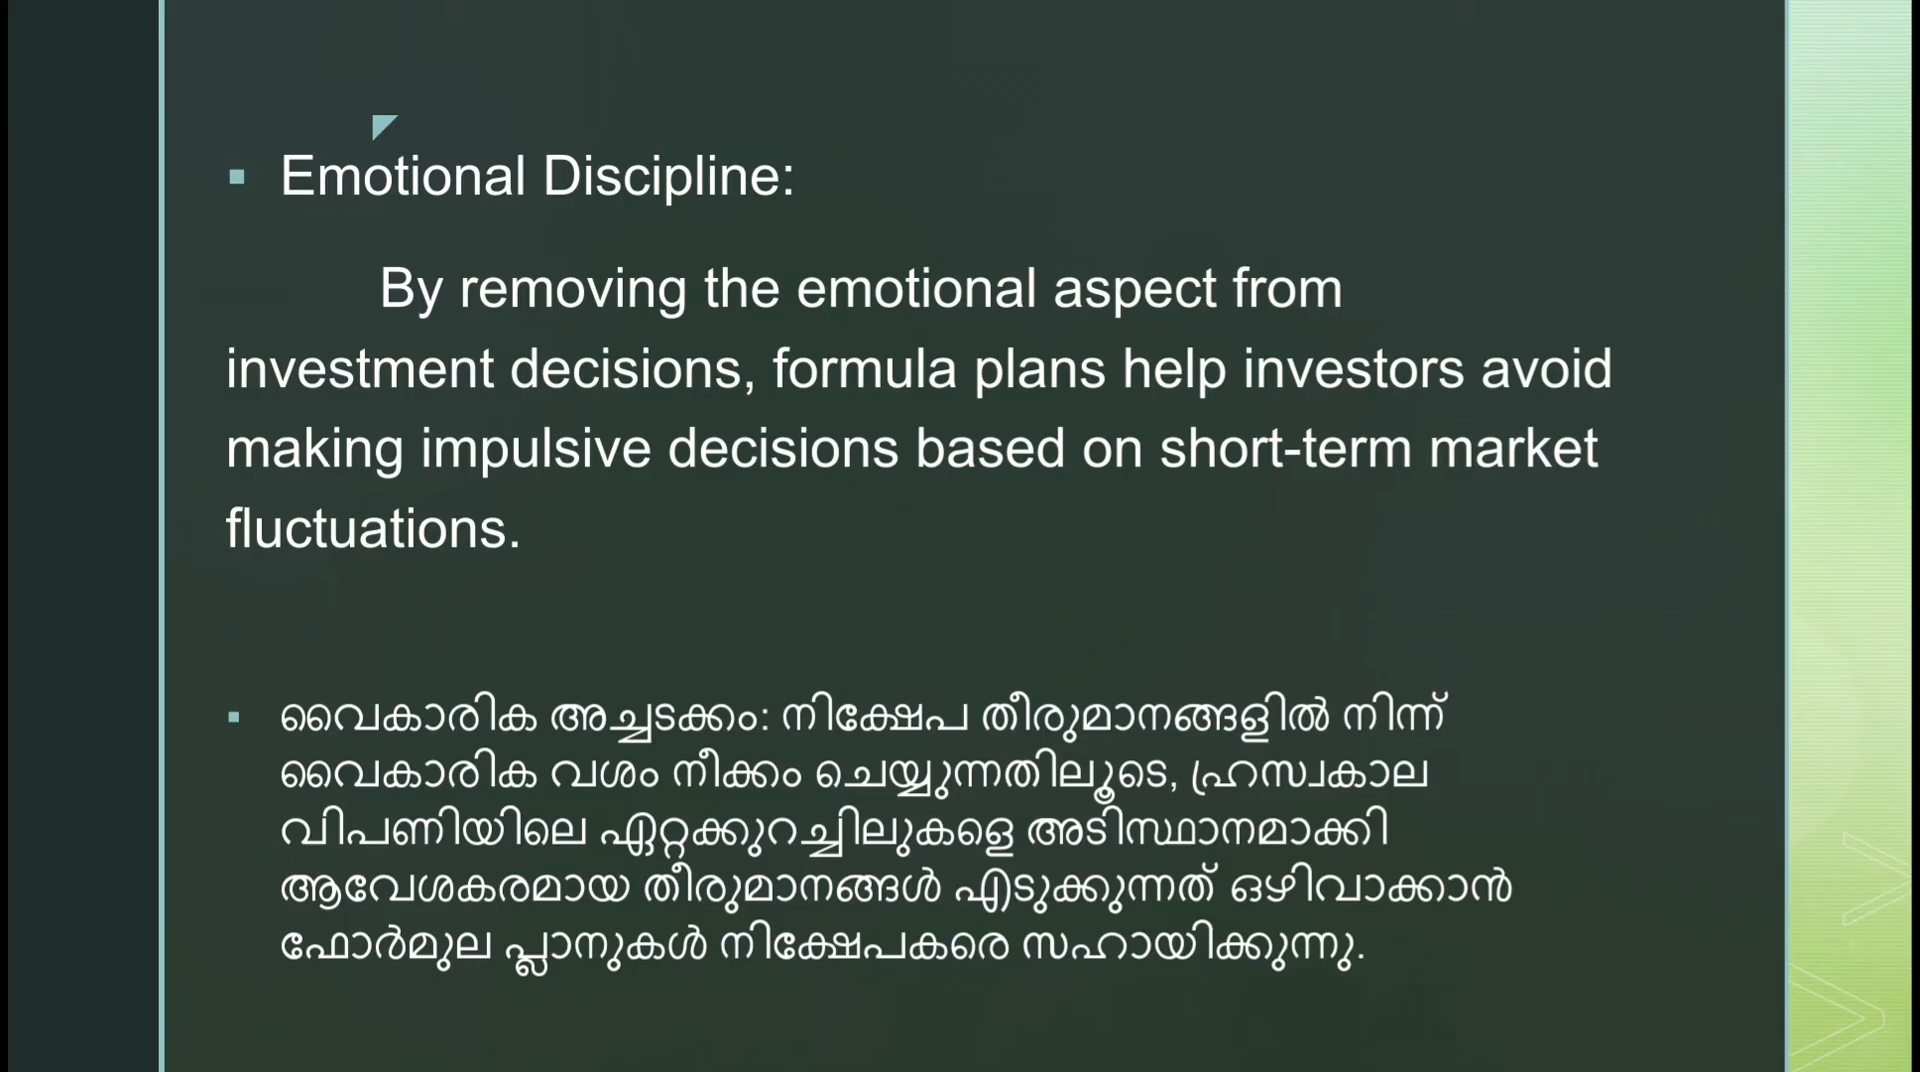 Emotional Discipline:
By removing the emotional aspect from
investment decisions, formula plans help investors avoid
making impulsive decisions based on short-term market
fluctuations.
വൈകാരിക അച്ചടക്കം: നിക്ഷേപ തീരുമാനങ്ങളിൽ നിന്ന്
വൈകാരിക വശം നീക്കം ചെയ്യുന്നതിലൂടെ, ഹ്രസ്വകാല
വിപണിയിലെ ഏറ്റക്കുറച്ചിലുകളെ അടിസ്ഥാനമാക്കി
ആവേശകരമായ തീരുമാനങ്ങൾ എടുക്കുന്നത് ഒഴിവാക്കാൻ
ഫോർമുല പ്ലാനുകൾ നിക്ഷേപകരെ സഹായിക്കുന്നു.